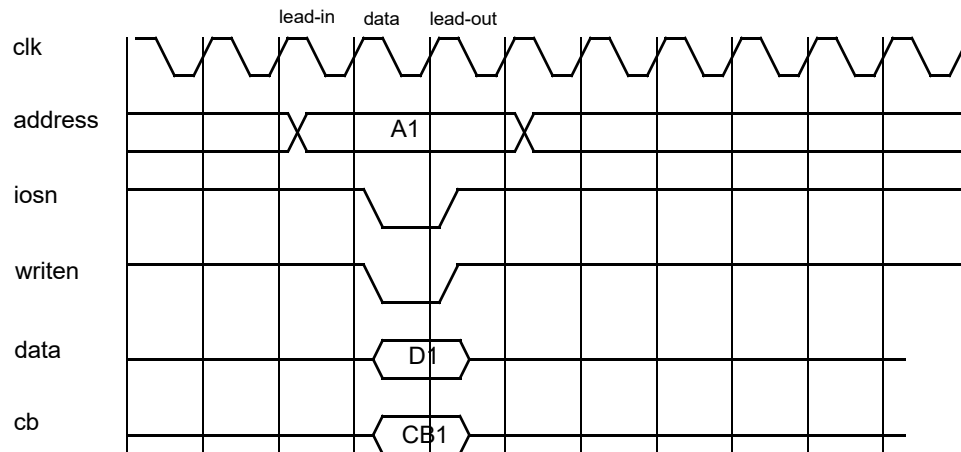 lead-in data lead-out
clk
address A1
iosn
writen
data D1
cb CB1